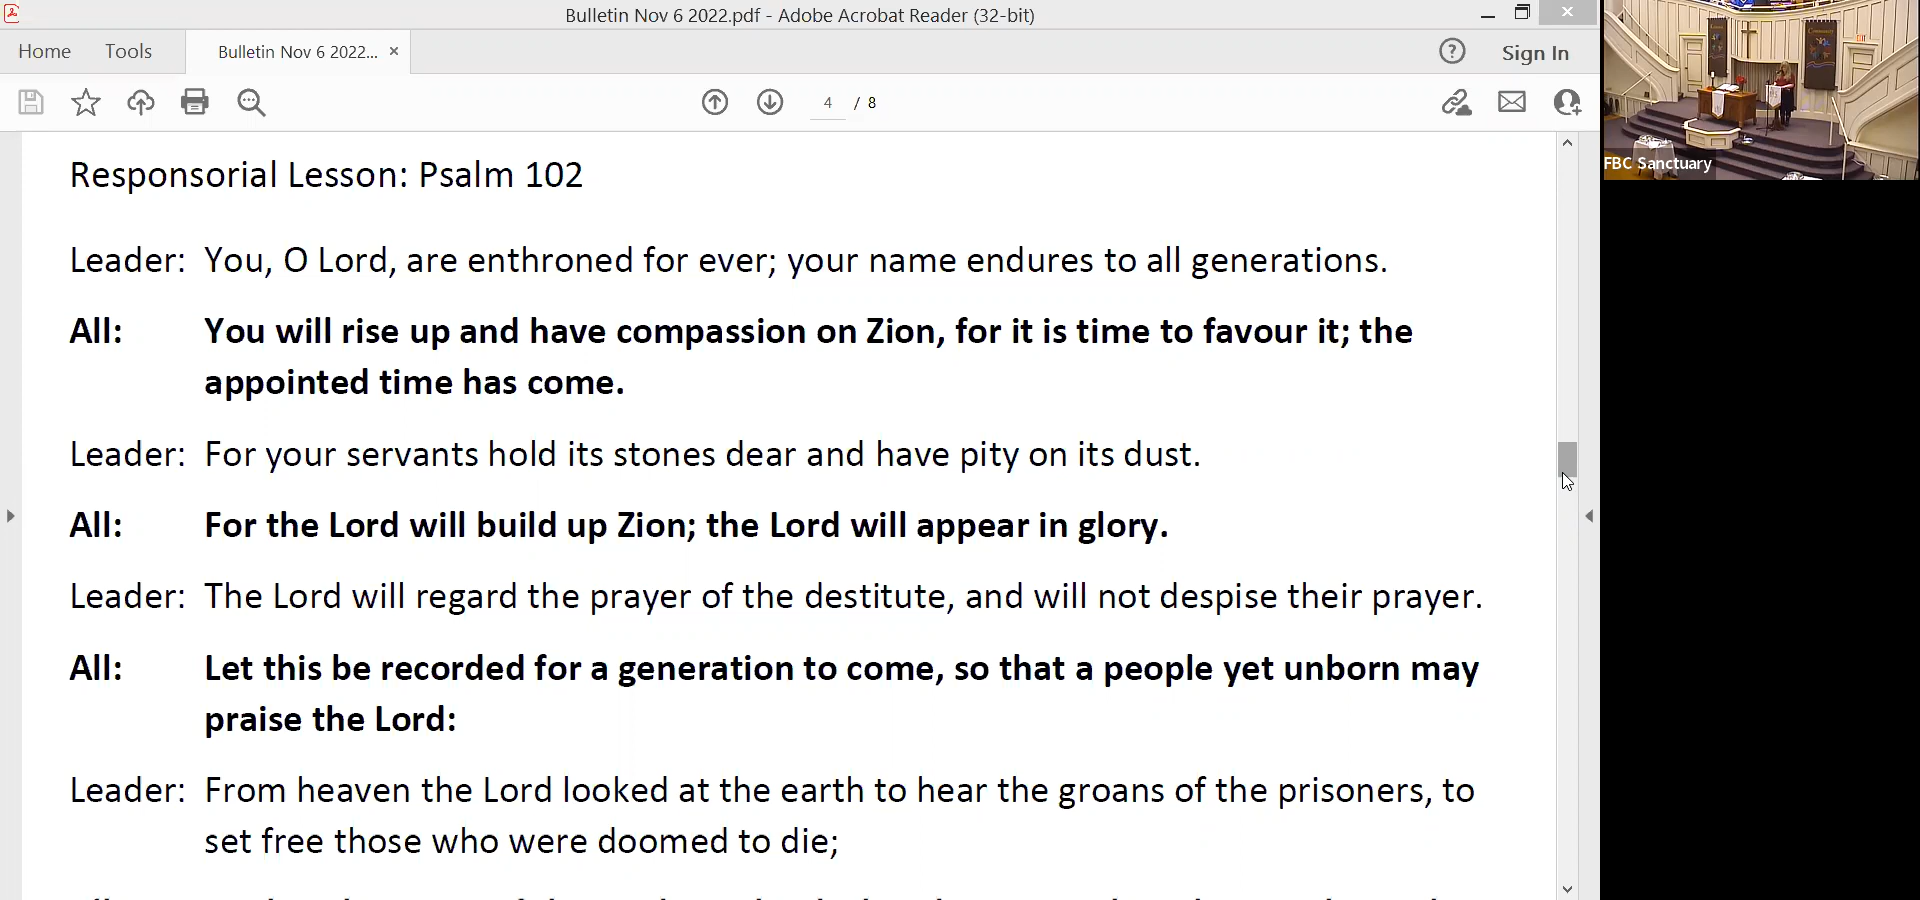 Bulletin Nov 6 2022.pdf - Adobe Acrobat Reader (32-bit)
Home Tools Bulletin Nov 6 2022... × Sign In
4 / 8
Responsorial Lesson: Psalm 102
Leader: You, O Lord, are enthroned for ever; your name endures to all generations.
All: You will rise up and have compassion on Zion, for it is time to favour it; the
appointed time has come.
Leader: For your servants hold its stones dear and have pity on its dust.
All: For the Lord will build up Zion; the Lord will appear in glory.
Leader: The Lord will regard the prayer of the destitute, and will not despise their prayer.
All: Let this be recorded for a generation to come, so that a people yet unborn may
praise the Lord:
Leader: From heaven the Lord looked at the earth to hear the groans of the prisoners, to
set free those who were doomed to die;
FBC Sanctuary